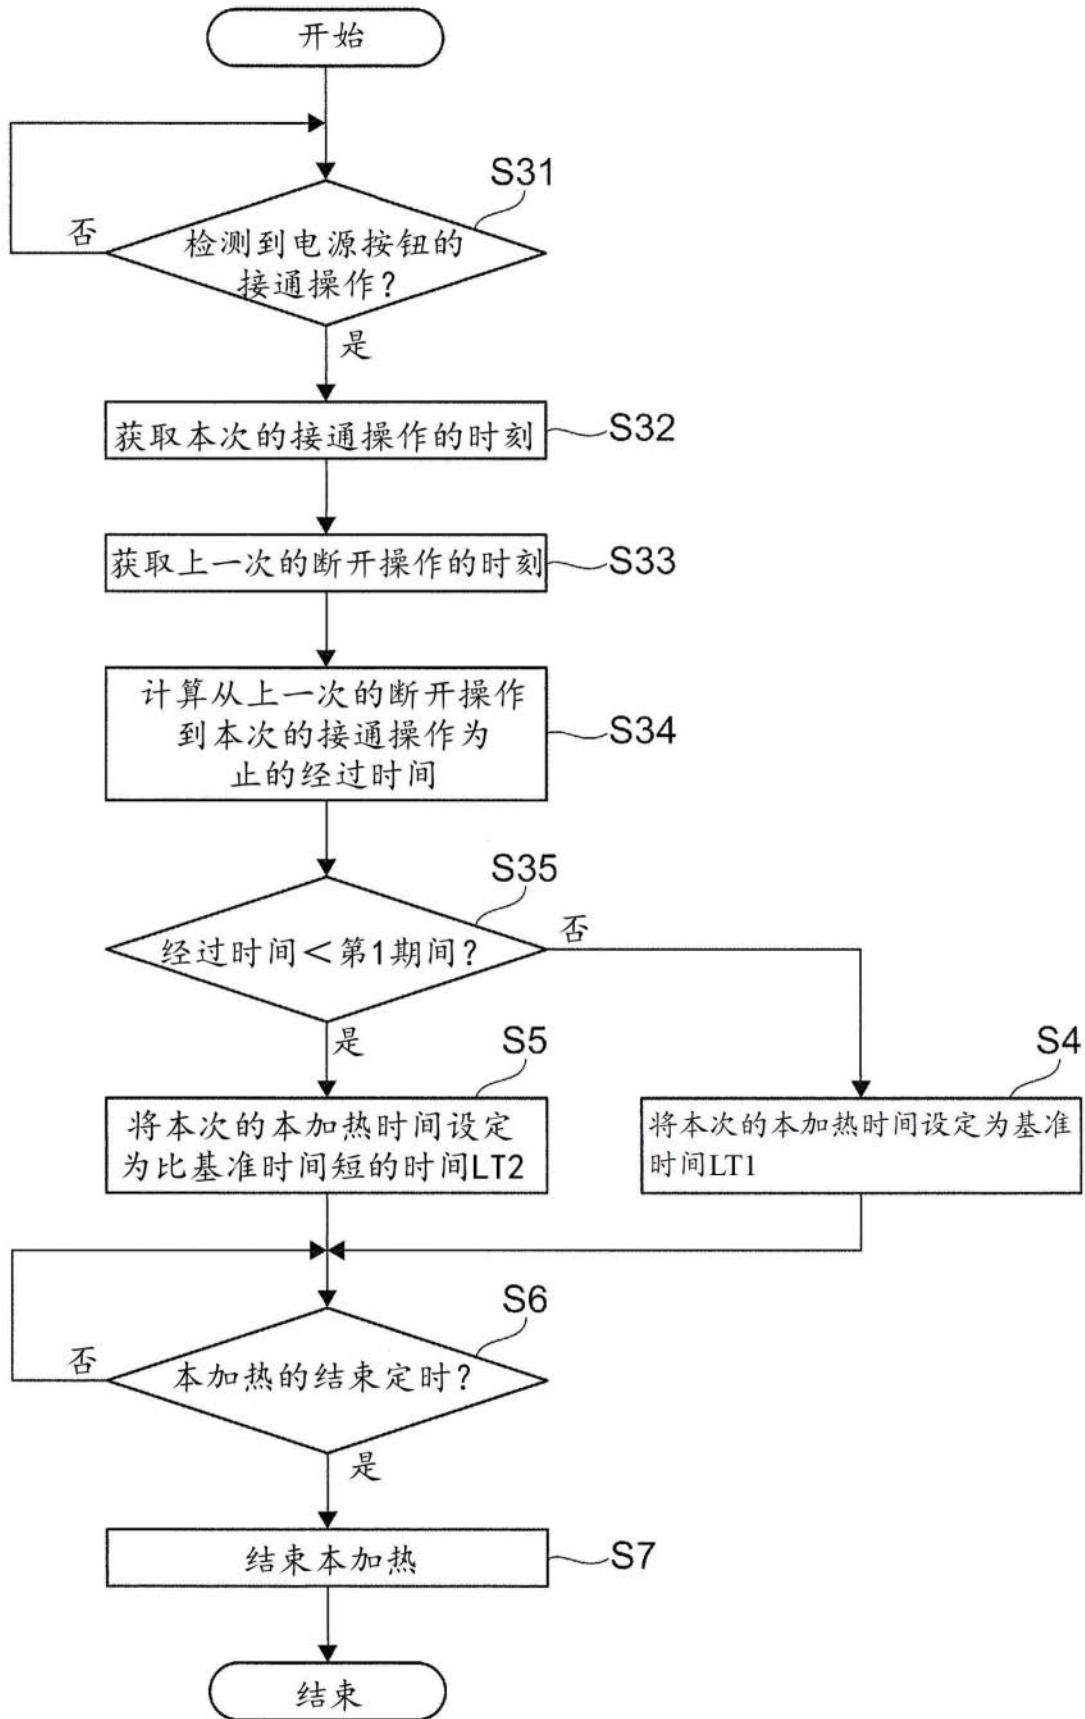 开始
S31
否
检测到电源按钮的
接通操作?
是
获取本次的接通操作的时刻
S32
获取上一次的断开操作的时刻
S33
计算从上一次的断开操作
到本次的接通操作为
止的经过时间
S34
S35
经过时间<第1期间?
否
是
S5
S4
将本次的本加热时间设定
为比基准时间短的时间LT2
将本次的本加热时间设定为基准
时间LT1
S6
否
本加热的结束定时?
是
结束本加热
S7
结束